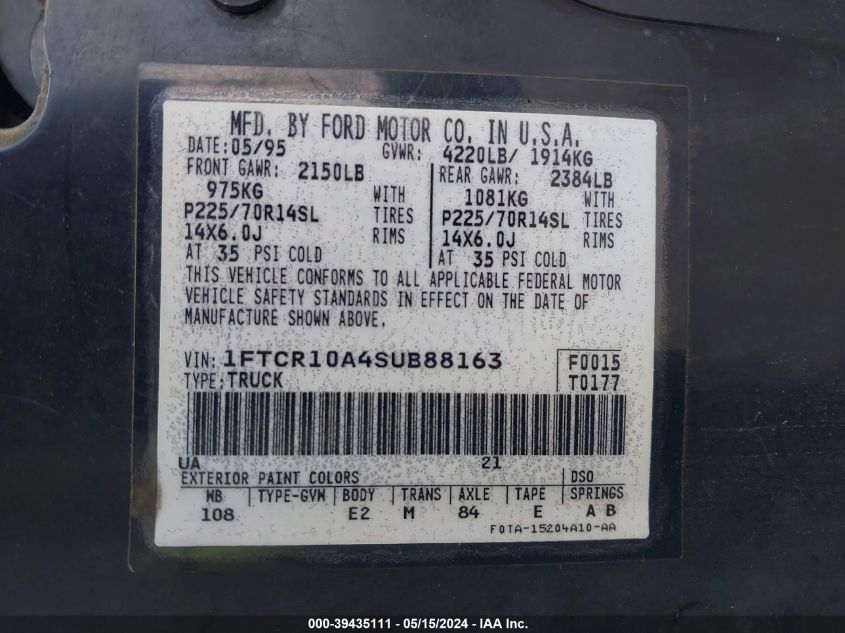 MFD. BY FORD MOTOR CO. IN U.S.A.
DATE: 05/95 GVWR: 4220LB/ 1914KG
FRONT GAWR: 2150LB REAR GAWR: 2384LB
975KG WITH 1081KG WITH
P225/70R14SL TIRES P225/70R14SL TIRES
14X6.0J RIMS 14X6.0J RIMS
AT 35 PSI COLD AT 35 PSI COLD
THIS VEHICLE CONFORMS TO ALL APPLICABLE FEDERAL MOTOR
VEHICLE SAFETY STANDARDS IN EFFECT ON THE DATE OF
MANUFACTURE SHOWN ABOVE.
VIN: 1FTCR10A4SUB88163 F0015
TYPE: TRUCK T0177
UA 21
EXTERIOR PAINT COLORS DSO
WB TYPE-GVW BODY TRANS AXLE TAPE SPRINGS
108 E2 M 84 E A B
F0TA-15204A10-AA
000-39435111 - 05/15/2024 - IAA Inc.